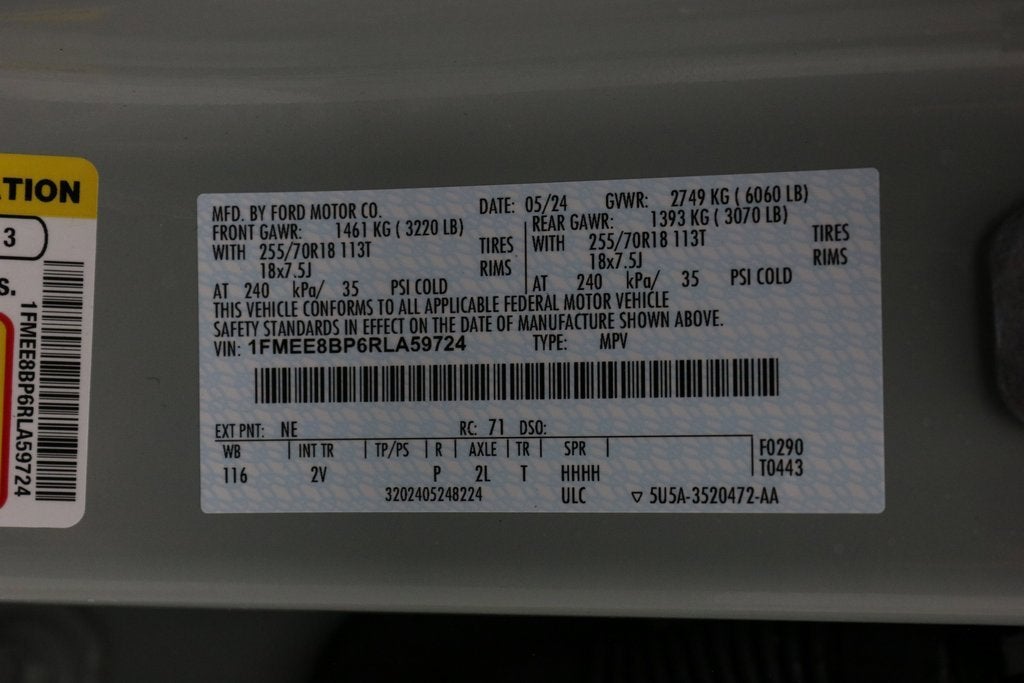 ATION
3
S.
1FMEE8BP6RLA59724
MFD. BY FORD MOTOR CO. DATE: 05/24 GVWR: 2749 KG ( 6060 LB)
FRONT GAWR: 1461 KG ( 3220 LB) REAR GAWR: 1393 KG ( 3070 LB)
WITH 255/70R18 113T TIRES WITH 255/70R18 113T TIRES
18x7.5J RIMS 18x7.5J RIMS
AT 240 kPa/ 35 PSI COLD AT 240 kPa/ 35 PSI COLD
THIS VEHICLE CONFORMS TO ALL APPLICABLE FEDERAL MOTOR VEHICLE
SAFETY STANDARDS IN EFFECT ON THE DATE OF MANUFACTURE SHOWN ABOVE.
VIN: 1FMEE8BP6RLA59724 TYPE: MPV
EXT PNT: NE RC: 71 DSO:
WB INT TR TP/PS R AXLE TR SPR F0290
116 2V P 2L T HHHH T0443
3202405248224 ULC ▽ 5U5A-3520472-AA